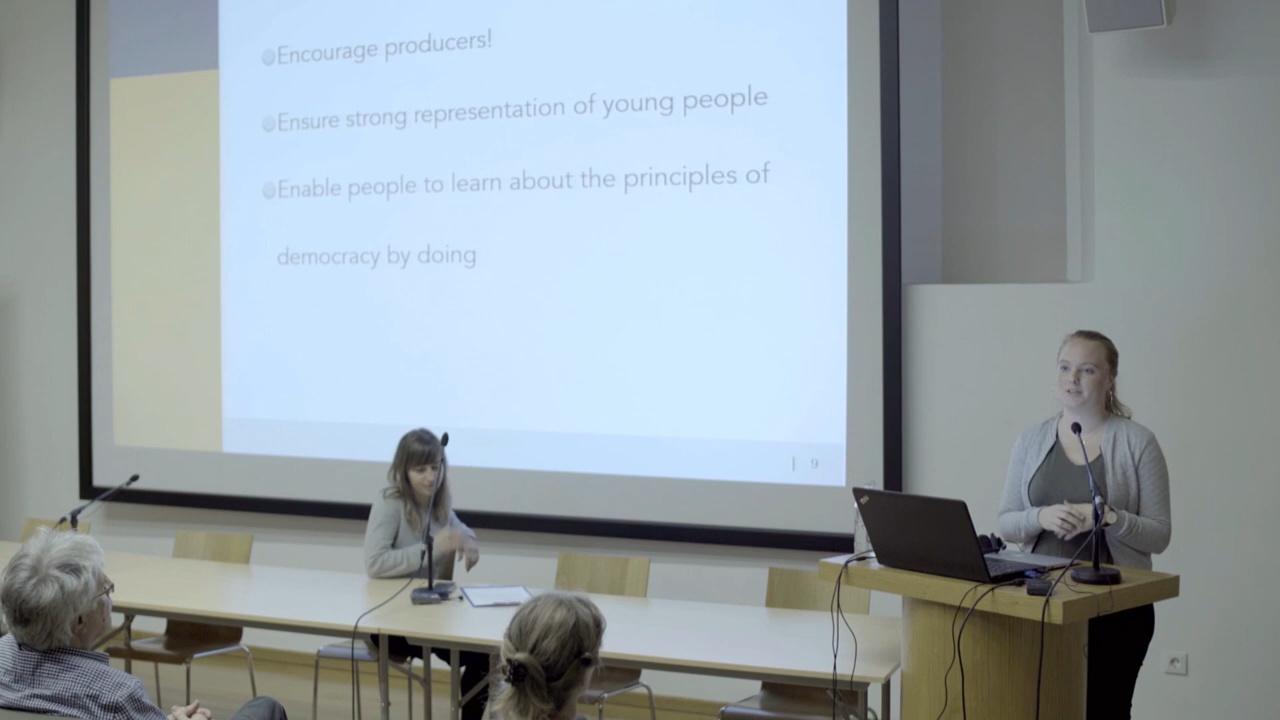 Encourage producers!
Ensure strong representation of young people
Enable people to learn about the principles of
democracy by doing
| 9